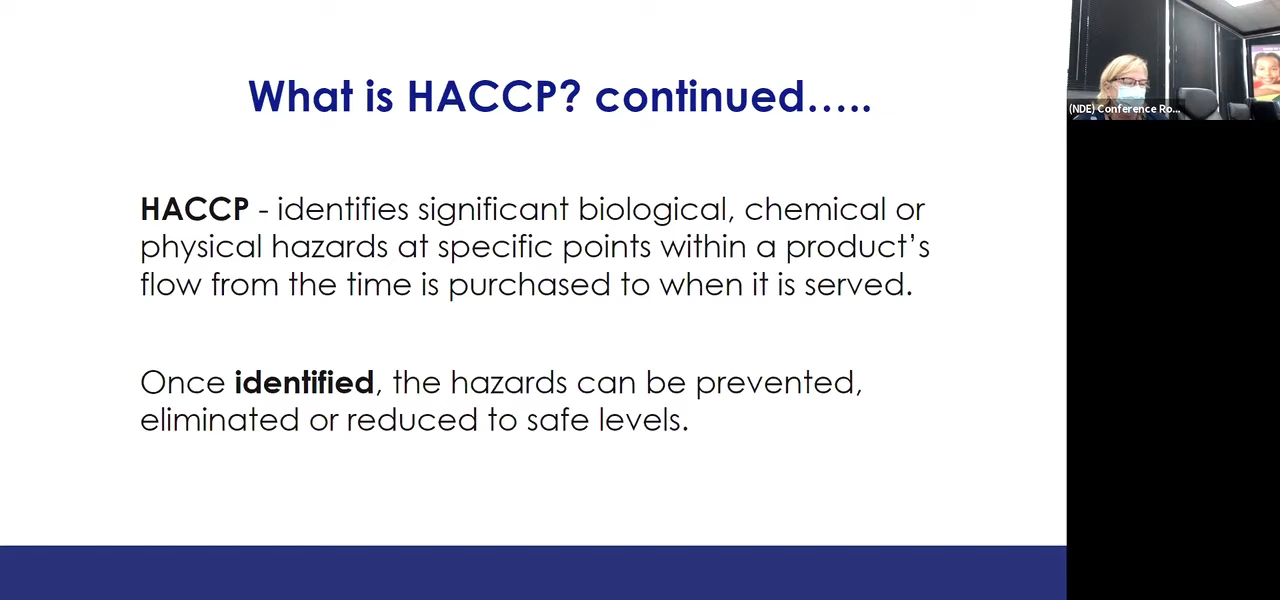 What is HACCP? continued…..
(NDE) Conference Ro...
HACCP - identifies significant biological, chemical or
physical hazards at specific points within a product’s
flow from the time is purchased to when it is served.
Once identified, the hazards can be prevented,
eliminated or reduced to safe levels.